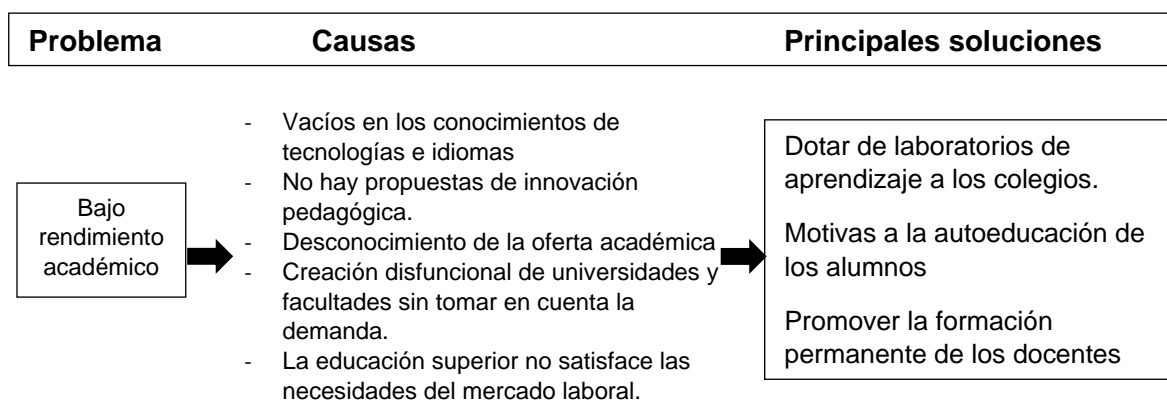 Problema Causas Principales soluciones
Bajo
rendimiento
académico
- Vacíos en los conocimientos de
tecnologías e idiomas
- No hay propuestas de innovación
pedagógica.
- Desconocimiento de la oferta académica
- Creación disfuncional de universidades y
facultades sin tomar en cuenta la
demanda.
- La educación superior no satisface las
necesidades del mercado laboral.
Dotar de laboratorios de
aprendizaje a los colegios.
Motivas a la autoeducación de
los alumnos
Promover la formación
permanente de los docentes